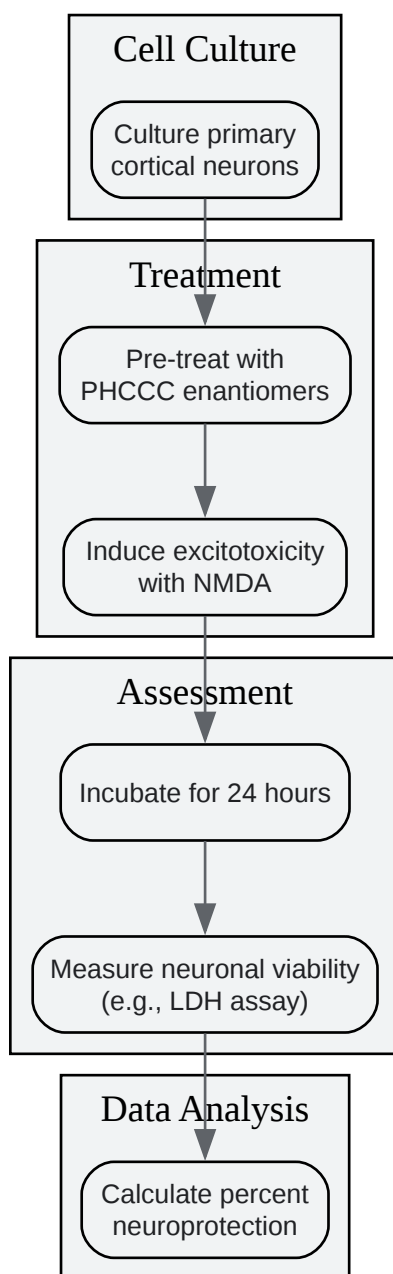 Cell Culture
Culture primary
cortical neurons
Treatment
Pre-treat with
PHCCC enantiomers
Induce excitotoxicity
with NMDA
Assessment
Incubate for 24 hours
Measure neuronal viability
(e.g., LDH assay)
Data Analysis
Calculate percent
neuroprotection